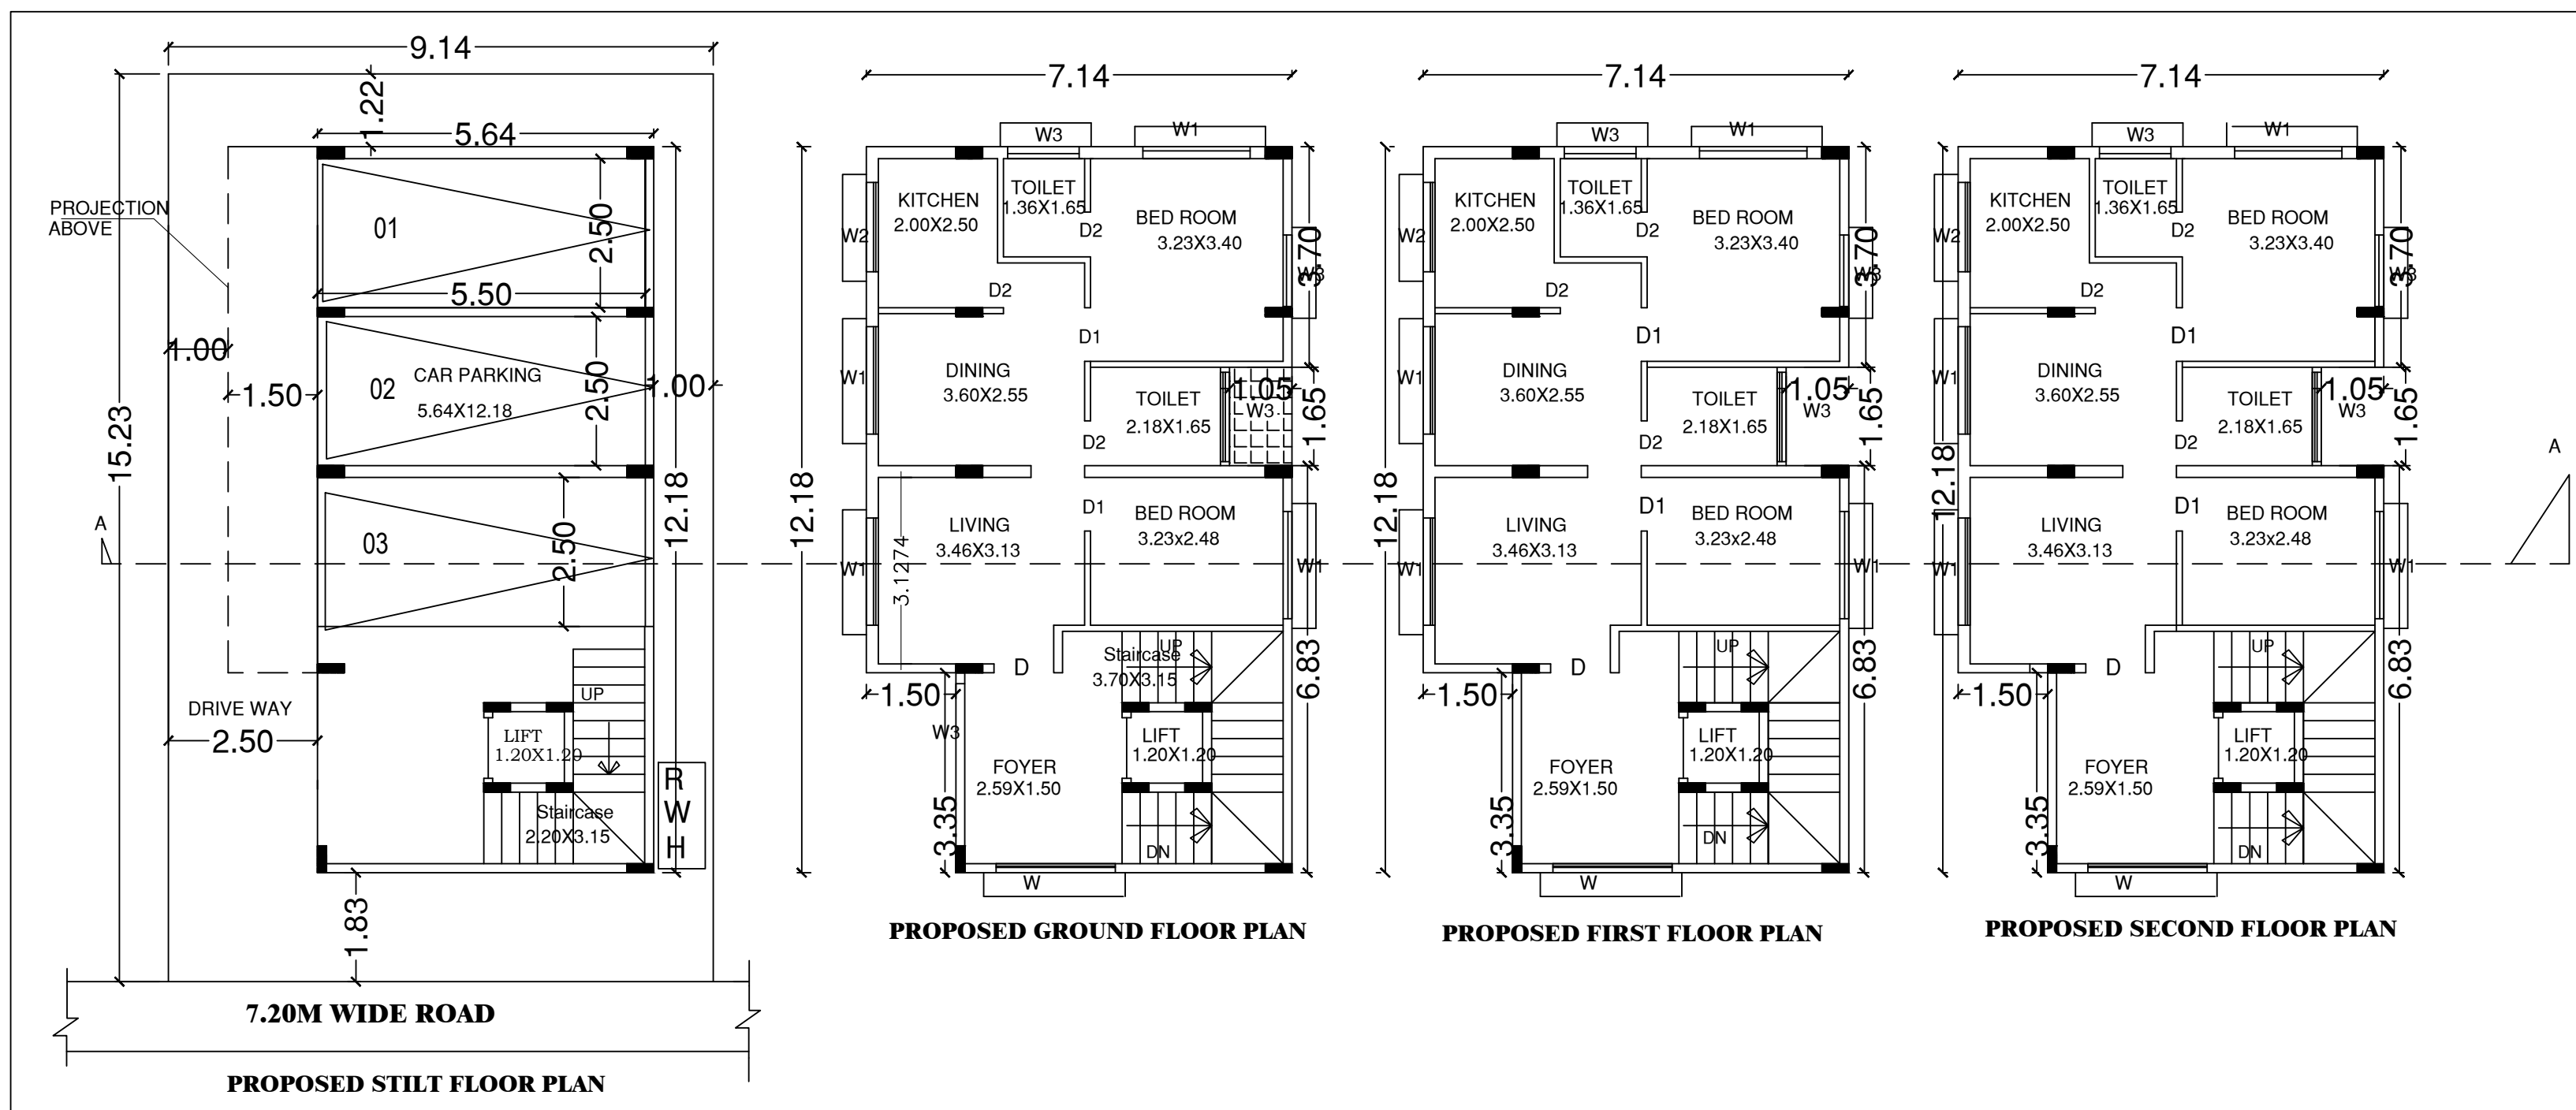 9.14
1.22
5.64
PROJECTION
ABOVE
01
2.50
5.50
1.00
1.50
02
CAR PARKING
5.64X12.18
2.50
1.00
15.23
A
03
2.50
12.18
DRIVE WAY
2.50
UP
LIFT
1.20X1.20
Staircase
2.20X3.15
R
W
H
1.83
7.20M WIDE ROAD
PROPOSED STILT FLOOR PLAN
7.14
W3
W1
KITCHEN
2.00X2.50
TOILET
1.36X1.65
BED ROOM
3.23X3.40
D2
W2
3.70
W3
D2
D1
W1
DINING
3.60X2.55
TOILET
2.18X1.65
1.05
W3
1.65
D2
12.18
D1
LIVING
3.46X3.13
3.1274
BED ROOM
3.23x2.48
W1
W1
D
UP
Staircase
3.70X3.15
6.83
1.50
W3
LIFT
1.20X1.20
FOYER
2.59X1.50
3.35
DN
W
PROPOSED GROUND FLOOR PLAN
7.14
W3
W1
KITCHEN
2.00X2.50
TOILET
1.36X1.65
BED ROOM
3.23X3.40
D2
W2
3.70
W3
D2
D1
W1
DINING
3.60X2.55
TOILET
2.18X1.65
1.05
W3
1.65
D2
12.18
D1
LIVING
3.46X3.13
BED ROOM
3.23x2.48
W1
W1
D
UP
6.83
1.50
LIFT
1.20X1.20
FOYER
2.59X1.50
3.35
DN
W
PROPOSED FIRST FLOOR PLAN
7.14
W3
W1
KITCHEN
2.00X2.50
TOILET
1.36X1.65
BED ROOM
3.23X3.40
D2
W2
3.70
W3
D2
D1
W1
DINING
3.60X2.55
TOILET
2.18X1.65
1.05
W3
1.65
D2
12.18
D1
LIVING
3.46X3.13
BED ROOM
3.23x2.48
W1
W1
D
UP
6.83
1.50
LIFT
1.20X1.20
FOYER
2.59X1.50
3.35
DN
W
PROPOSED SECOND FLOOR PLAN
A